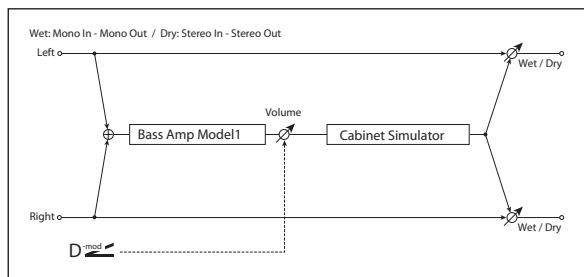 Wet: Mono In - Mono Out / Dry: Stereo In - Stereo Out
Left
Wet / Dry
Volume
Bass Amp Model1
Cabinet Simulator
Right
Wet / Dry
D-mod